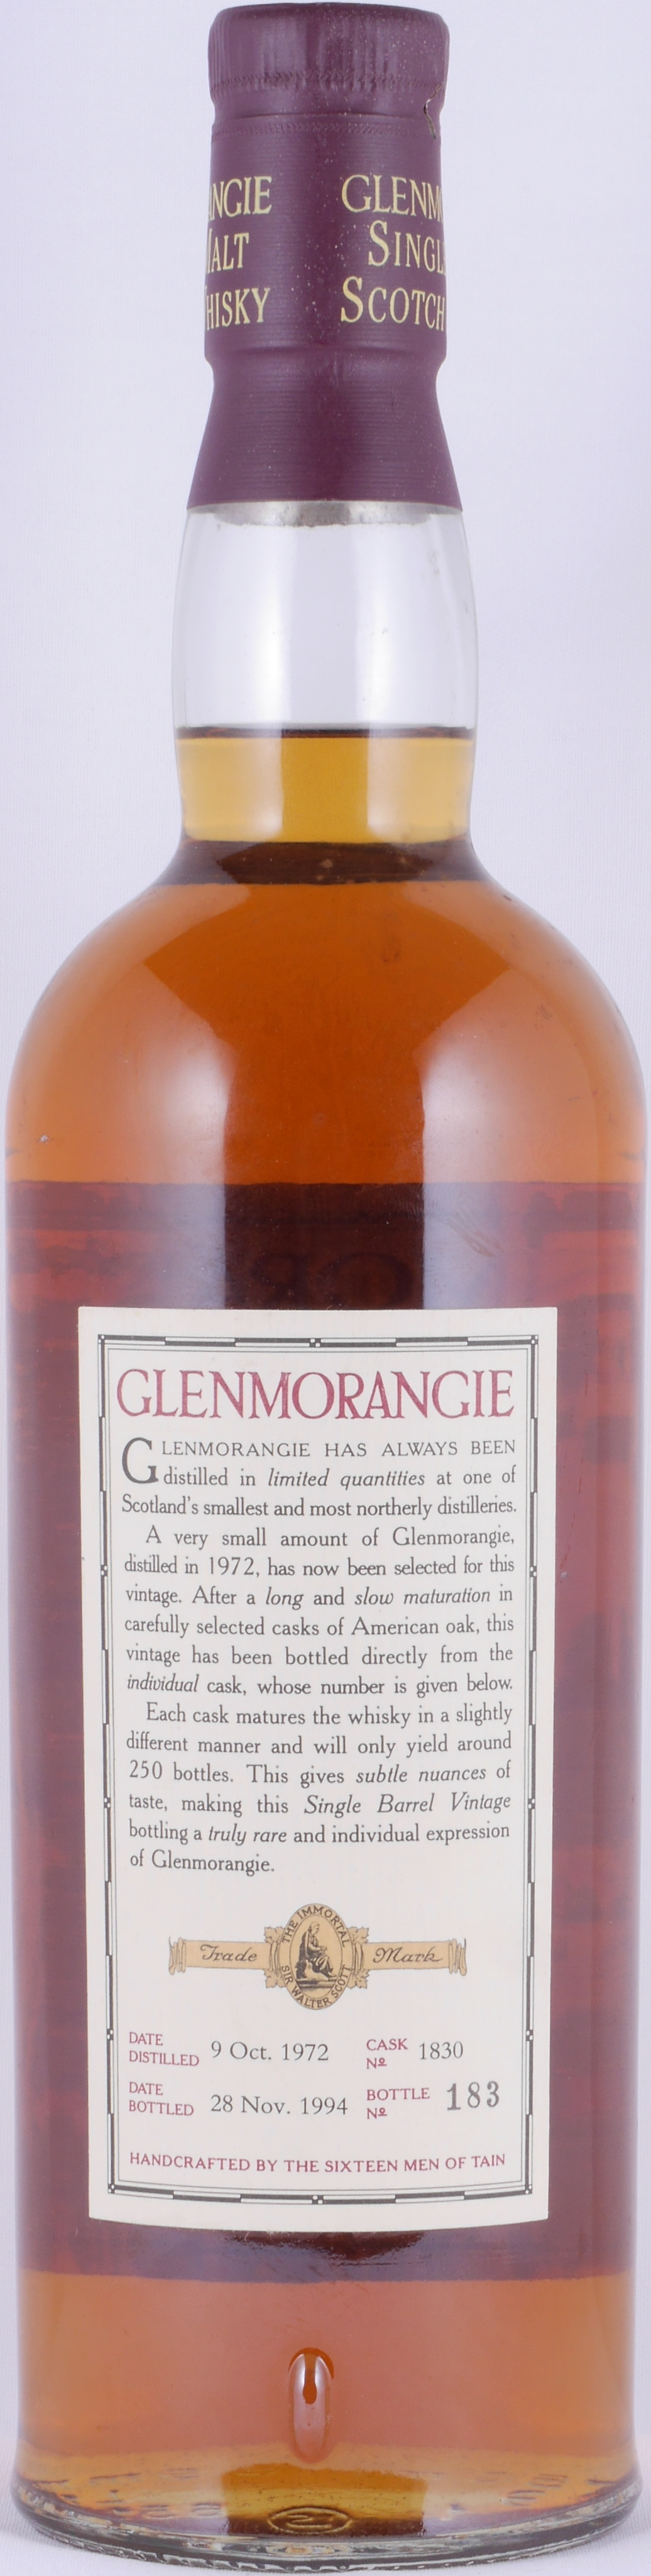 GLENM
HISKY
SINGL
SCOTCH
GLENMORANGIE
GLENMORANGIE HAS ALWAYS BEEN
distilled in limited quantities at one of
Scotland's smallest and most northerly distilleries.
A very small amount of Glenmorangie,
distilled in 1972, has now been selected for this
vintage. After a long and slow maturation in
carefully selected casks of American oak, this
vintage has been bottled directly from the
individual cask, whose number is given below.
Each cask matures the whisky in a slightly
different manner and will only yield around
250 bottles. This gives subtle nuances of
taste, making this Single Barrel Vintage
bottling a truly rare and individual expression
of Glenmorangie.
THE IMMORTAL
Trade Mark
SIR WALTER SCOTT
DATE DISTILLED 9 Oct. 1972 CASK Nº 1830
DATE BOTTLED 28 Nov. 1994 BOTTLE Nº 183
HANDCRAFTED BY THE SIXTEEN MEN OF TAIN